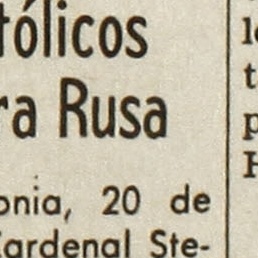 tólicos
ra Rusa
onia, 20 de
Cardenal Ste-